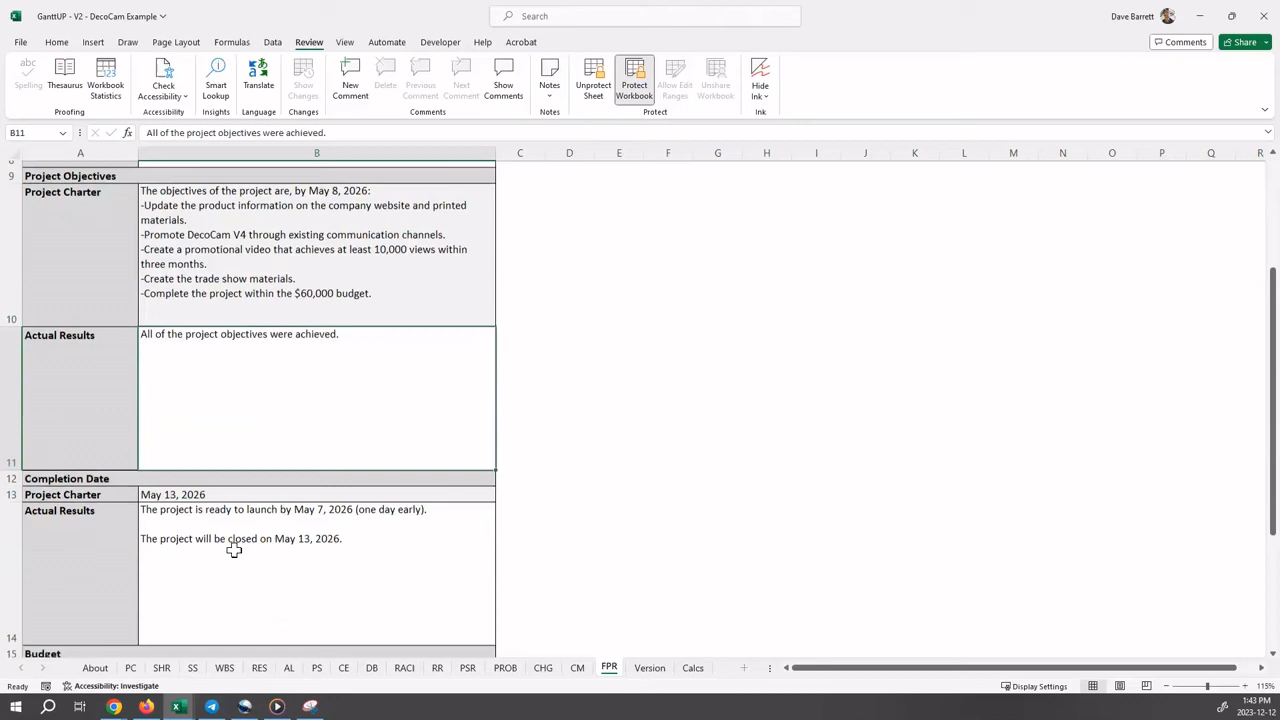 GanttUP - V2 - DecoCam Example
Search
Dave Barrett
File Home Insert Draw Page Layout Formulas Data Review View Automate Developer Help Acrobat
Comments Share
Spelling Thesaurus Workbook Statistics
Check Accessibility
Smart Lookup
Translate
Show Changes
New Comment Delete Previous Comment Next Comment Show Comments
Notes
Unprotect Sheet Protect Workbook Allow Edit Ranges Unshare Workbook
Hide Ink
Proofing Accessibility Insights Language Changes Comments Notes Protect Ink
B11 fx All of the project objectives were achieved.
A B C D E F G H I J K L M N O P Q R
9 Project Objectives
Project Charter
The objectives of the project are, by May 8, 2026:
-Update the product information on the company website and printed
materials.
-Promote DecoCam V4 through existing communication channels.
-Create a promotional video that achieves at least 10,000 views within
three months.
-Create the trade show materials.
-Complete the project within the $60,000 budget.
10
Actual Results
All of the project objectives were achieved.
11
12 Completion Date
13 Project Charter May 13, 2026
Actual Results
The project is ready to launch by May 7, 2026 (one day early).
The project will be closed on May 13, 2026.
14
15 Budget
About PC SHR SS WBS RES AL PS CE DB RACI RR PSR PROB CHG CM FPR Version Calcs
Ready Accessibility: Investigate Display Settings 115%
1:43 PM
2023-12-12